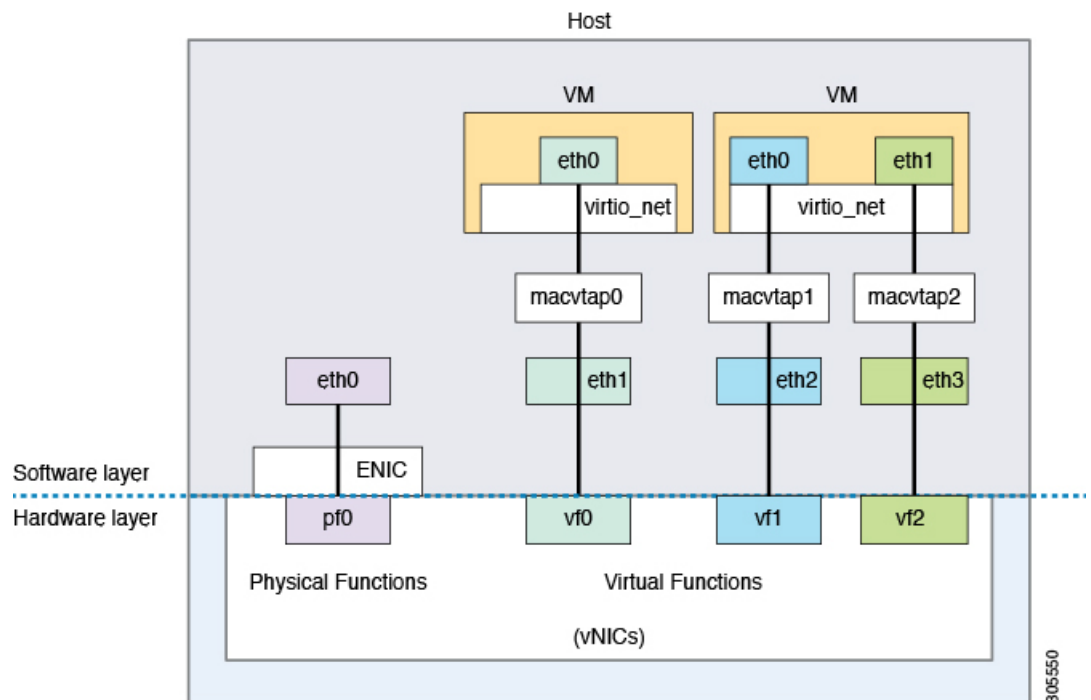 Host
VM
VM
eth0
eth0
eth1
virtio_net
virtio_net
macvtap0
macvtap1
macvtap2
eth0
eth1
eth2
eth3
Software layer
ENIC
Hardware layer
pf0
vf0
vf1
vf2
Physical Functions
Virtual Functions
(vNICs)
305550